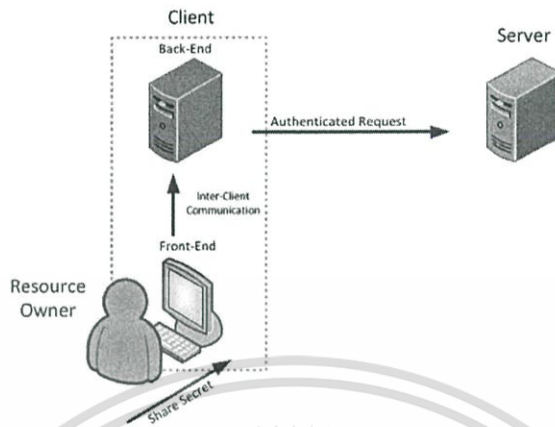 Client
Back-End
Server
Authenticated Request
Inter-Client
Communication
Front-End
Resource
Owner
Share Secret